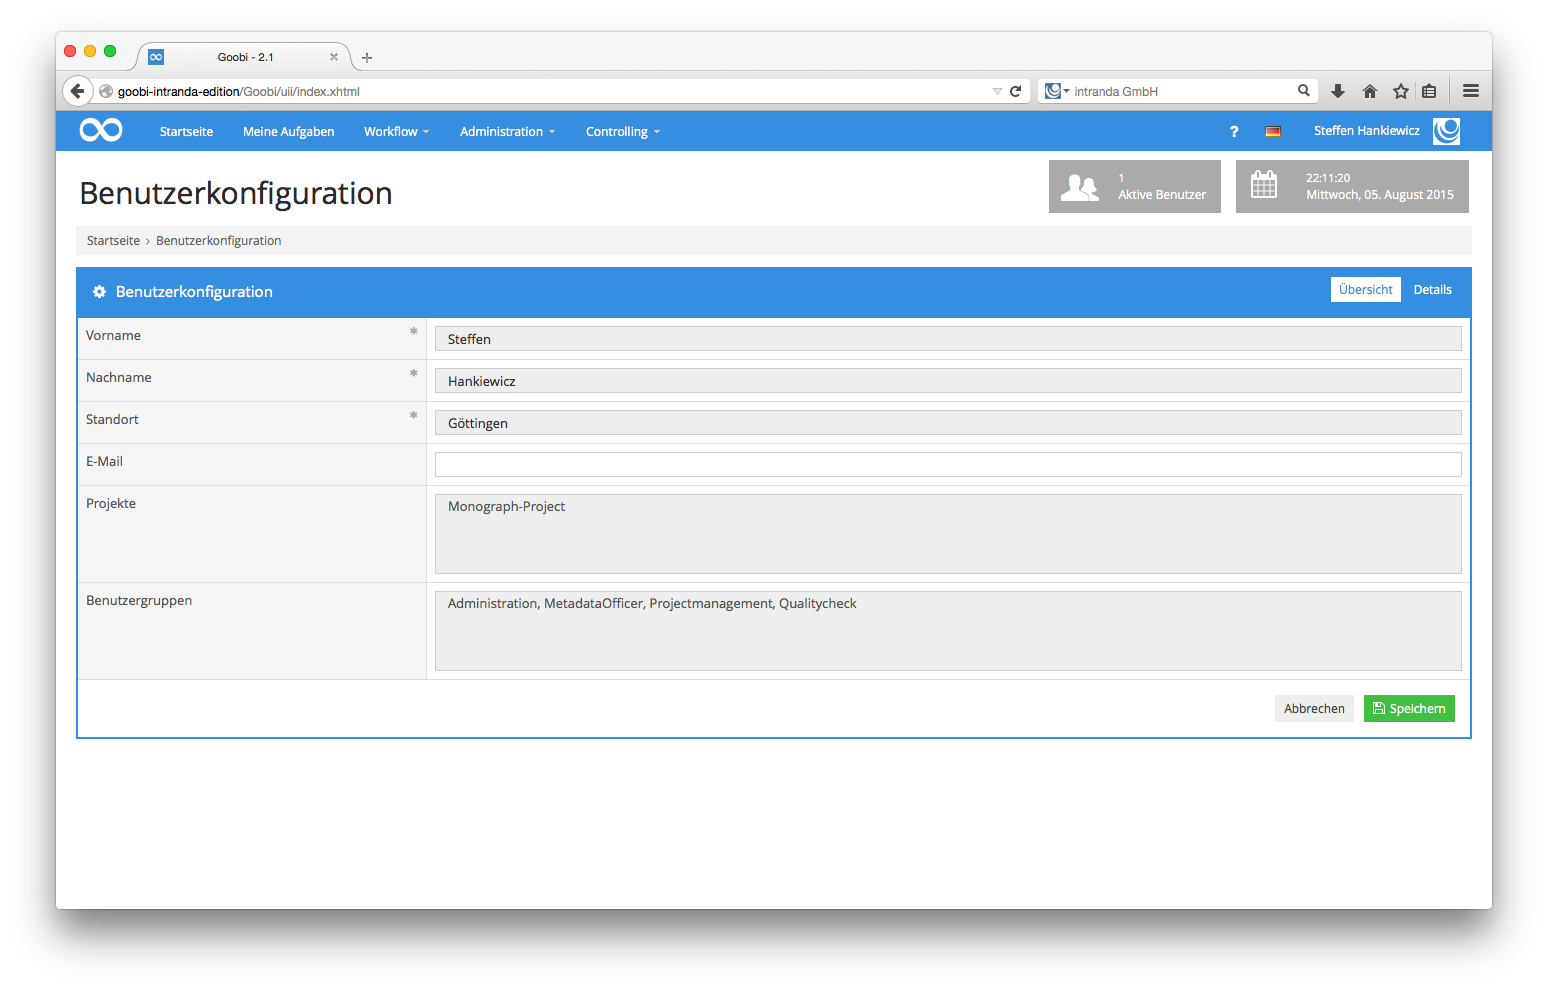 Goobi - 2.1
goobi-intranda-edition/Goobi/uii/index.xhtml
intranda GmbH
Startseite Meine Aufgaben Workflow Administration Controlling ? Steffen Hankiewicz
Benutzerkonfiguration
1
Aktive Benutzer
22:11:20
Mittwoch, 05. August 2015
Startseite › Benutzerkonfiguration
Benutzerkonfiguration Übersicht Details
Vorname * Steffen
Nachname * Hankiewicz
Standort * Göttingen
E-Mail
Projekte Monograph-Project
Benutzergruppen Administration, MetadataOfficer, Projectmanagement, Qualitycheck
Abbrechen Speichern